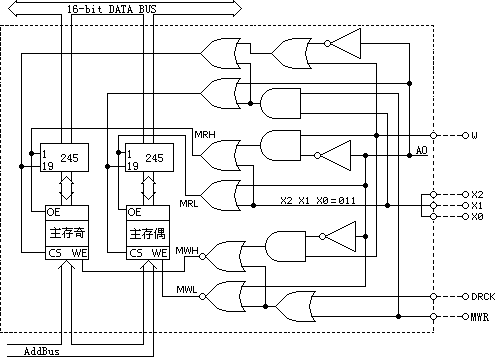 16-bit DATA BUS
W
A0
MRH
1
245
19
1
245
19
MRL
X2 X1 X0=011
X2
X1
X0
OE
主存奇
CS WE
OE
主存偶
CS WE
MWH
MWL
DRCK
MWR
AddBus